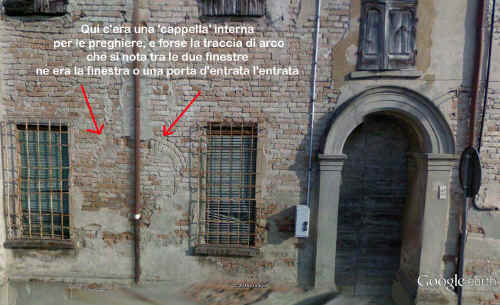 Qui c'era una 'cappella' interna
per le preghiere, e forse la traccia di arco
che si nota tra le due finestre
ne era la finestra o una porta d'entrata l'entrata
Google earth